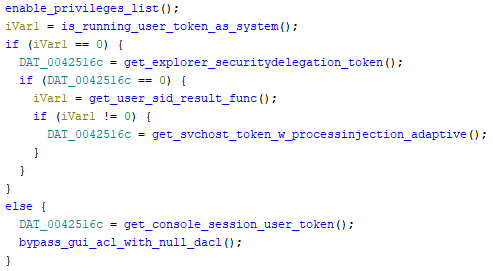 enable_privileges_list();
iVar1 = is_running_user_token_as_system();
if (iVar1 == 0) {
DAT_0042516c = get_explorer_securitydelegation_token();
if (DAT_0042516c == 0) {
iVar1 = get_user_sid_result_func();
if (iVar1 != 0) {
DAT_0042516c = get_svchost_token_w_processinjection_adaptive();
}
}
}
else {
DAT_0042516c = get_console_session_user_token();
bypass_gui_acl_with_null_dacl();
}